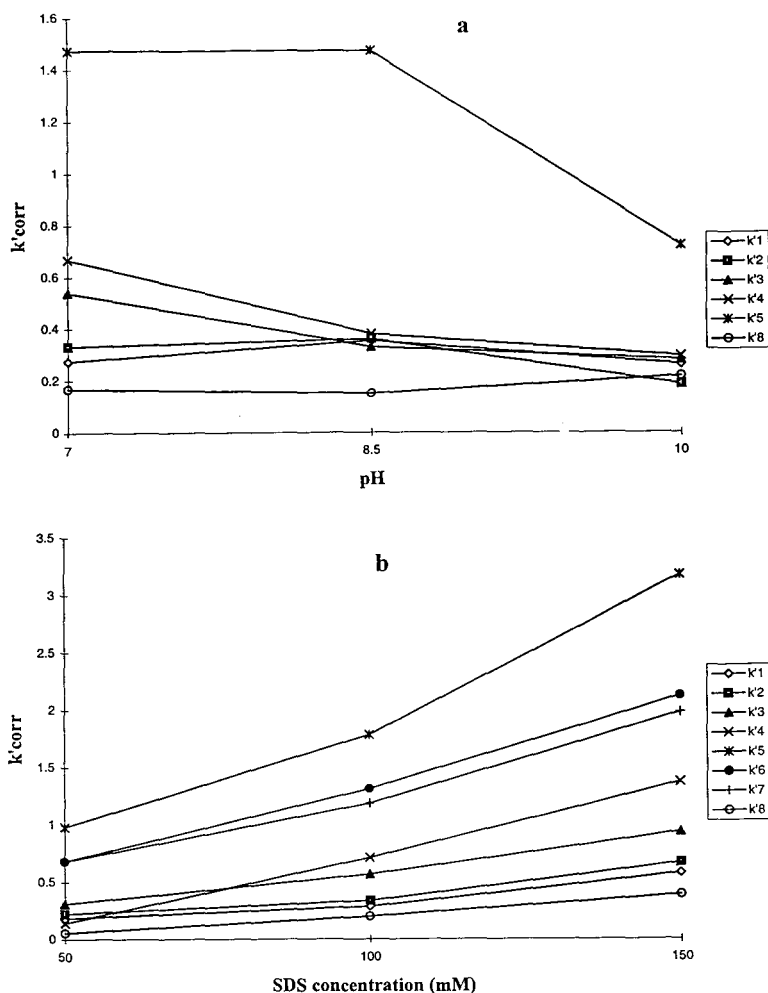 a
1.6
1.4
1.2
1
0.8
0.6
0.4
0.2
0
k'corr
7
8.5
10
pH
k'1
k'2
k'3
k'4
k'5
k'8
b
3.5
3
2.5
2
1.5
1
0.5
0
k'corr
50
100
150
SDS concentration (mM)
k'1
k'2
k'3
k'4
k'5
k'6
k'7
k'8